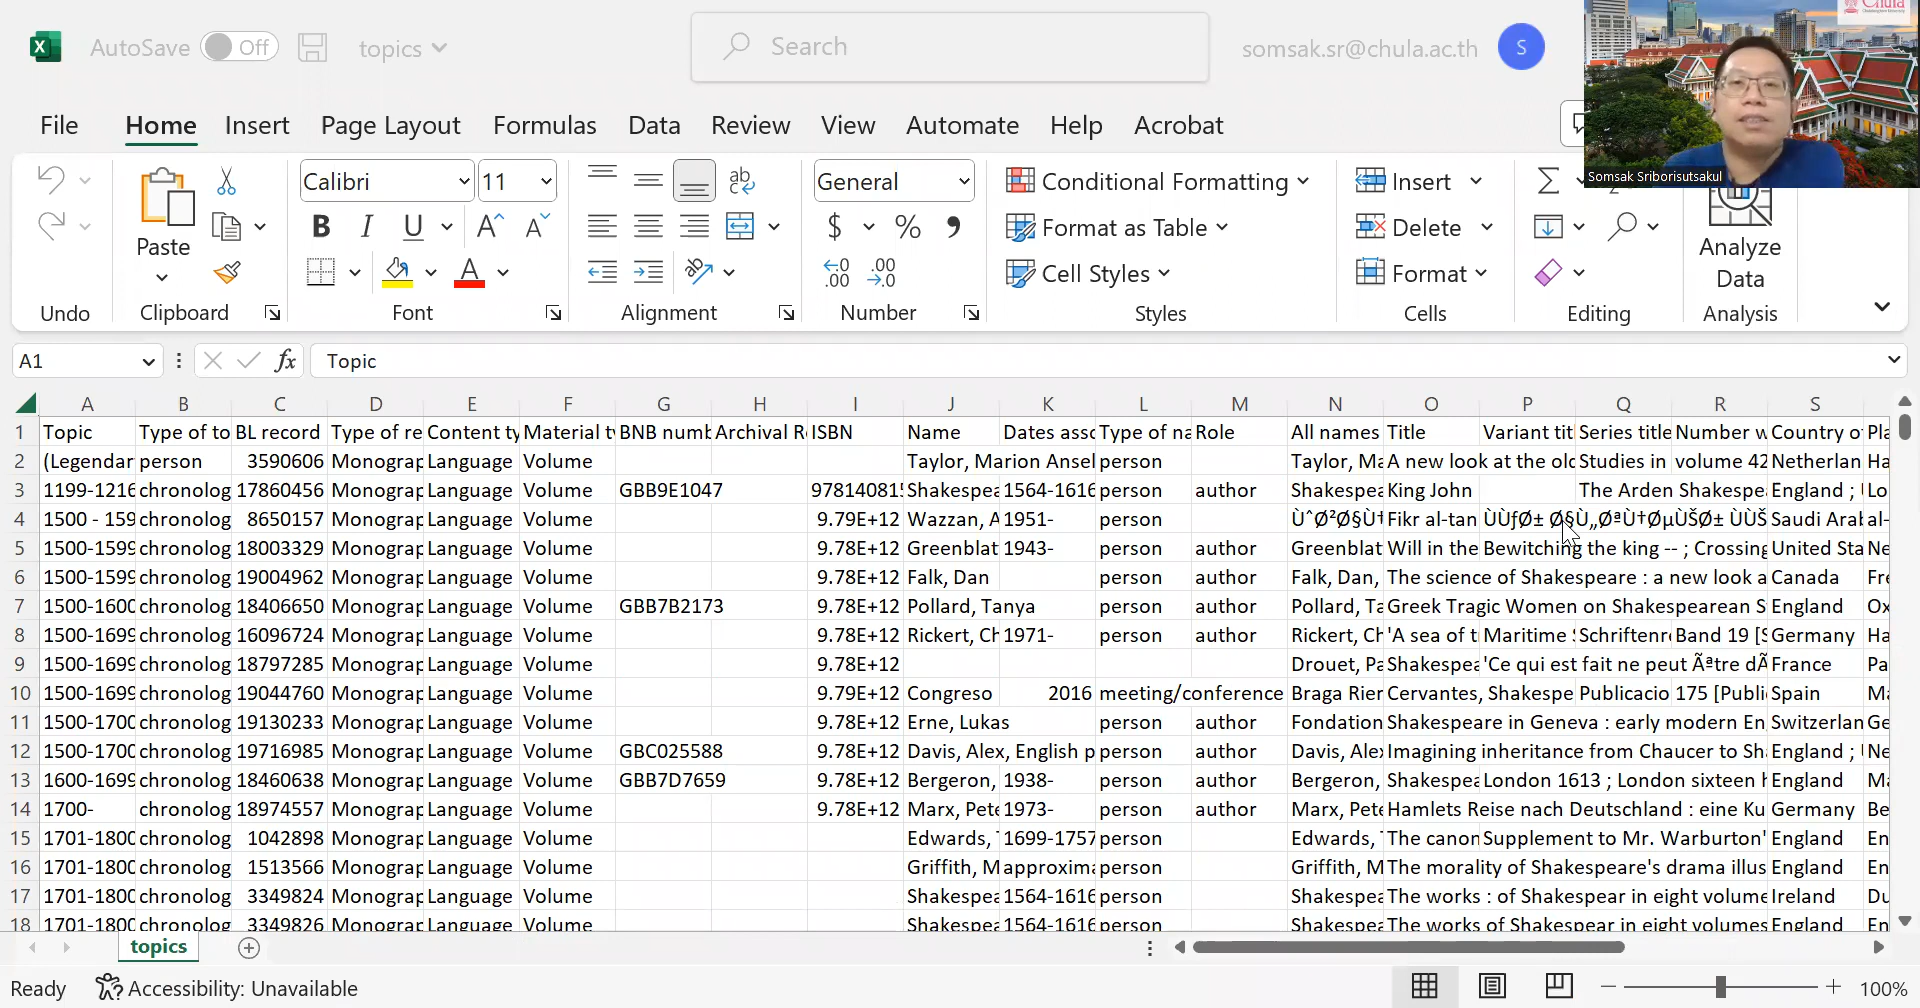 AutoSave Off topics Search somsak.sr@chula.ac.th S
Chula
Somsak Sriborisutsakul
File Home Insert Page Layout Formulas Data Review View Automate Help Acrobat
Calibri 11 General Conditional Formatting Insert
Paste B I U A A $ % Format as Table Delete Analyze Data
A Cell Styles Format
Undo Clipboard Font Alignment Number Styles Cells Editing Analysis
A1 fx Topic
A B C D E F G H I J K L M N O P Q R S
1 Topic Type of to BL record Type of re Content ty Material t BNB numb Archival R ISBN Name Dates asso Type of na Role All names Title Variant tit Series title Number w Country o Pla
2 (Legendar person 3590606 Monograp Language Volume Taylor, Marion Ansel person Taylor, Ma A new look at the old Studies in volume 42 Netherlan Ha
3 1199-1216 chronolog 17860456 Monograp Language Volume GBB9E1047 978140815 Shakespea 1564-1616 person author Shakespea King John The Arden Shakespea England ; Lo
4 1500 - 159 chronolog 8650157 Monograp Language Volume 9.79E+12 Wazzan, A 1951- person Fikr al-tan Saudi Arab al-
5 1500-1599 chronolog 18003329 Monograp Language Volume 9.78E+12 Greenblat 1943- person author Greenblat Will in the Bewitching the king -- ; Crossing United Sta Ne
6 1500-1599 chronolog 19004962 Monograp Language Volume 9.78E+12 Falk, Dan person author Falk, Dan, The science of Shakespeare : a new look a Canada Fre
7 1500-1600 chronolog 18406650 Monograp Language Volume GBB7B2173 9.78E+12 Pollard, Tanya person author Pollard, Ta Greek Tragic Women on Shakespearean S England Ox
8 1500-1699 chronolog 16096724 Monograp Language Volume 9.78E+12 Rickert, Ch 1971- person author Rickert, Ch 'A sea of t Maritime Schriftenre Band 19 [S Germany Ha
9 1500-1699 chronolog 18797285 Monograp Language Volume 9.78E+12 Drouet, Pa Shakespea 'Ce qui est fait ne peut Ãªtre dÃ France Pa
10 1500-1699 chronolog 19044760 Monograp Language Volume 9.79E+12 Congreso 2016 meeting/conference Braga Rier Cervantes, Shakespe Publicacio 175 [Publi Spain Ma
11 1500-1700 chronolog 19130233 Monograp Language Volume 9.78E+12 Erne, Lukas person author Fondation Shakespeare in Geneva : early modern En Switzerlan Ge
12 1500-1700 chronolog 19716985 Monograp Language Volume GBC025588 9.78E+12 Davis, Alex, English p person author Davis, Alex Imagining inheritance from Chaucer to Sh England ; Ne
13 1600-1699 chronolog 18460638 Monograp Language Volume GBB7D7659 9.78E+12 Bergeron, 1938- person author Bergeron, Shakespea London 1613 ; London sixteen h England Ma
14 1700- chronolog 18974557 Monograp Language Volume 9.78E+12 Marx, Pete 1973- person author Marx, Pete Hamlets Reise nach Deutschland : eine Ku Germany Be
15 1701-1800 chronolog 1042898 Monograp Language Volume Edwards, 1699-1757 person Edwards, The canon Supplement to Mr. Warburton' England En
16 1701-1800 chronolog 1513566 Monograp Language Volume Griffith, M approxima person Griffith, M The morality of Shakespeare's drama illus England En
17 1701-1800 chronolog 3349824 Monograp Language Volume Shakespea 1564-1616 person Shakespea The works : of Shakespear in eight volume Ireland Du
18 1701-1800 chronolog 3349826 Monograp Language Volume Shakespea 1564-1616 person Shakespea The works of Shakespear in eight volumes England En
topics
Ready Accessibility: Unavailable 100%